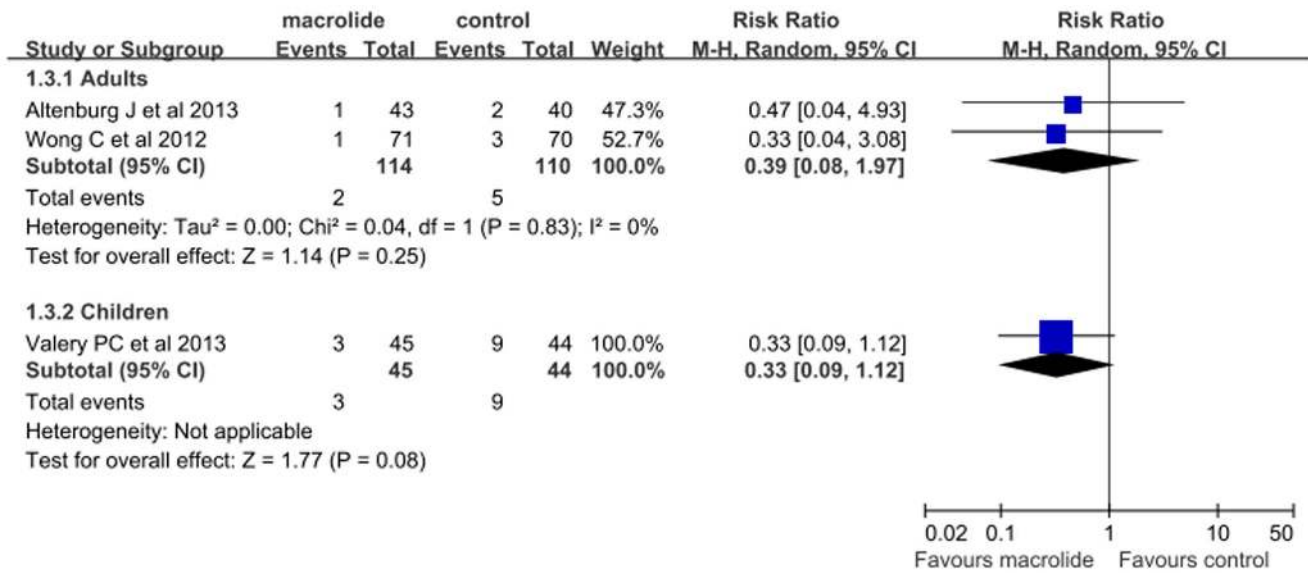 macrolide control Risk Ratio Risk Ratio
Study or Subgroup Events Total Events Total Weight M-H, Random, 95% CI M-H, Random, 95% CI
1.3.1 Adults
Altenburg J et al 2013 1 43 2 40 47.3% 0.47 [0.04, 4.93]
Wong C et al 2012 1 71 3 70 52.7% 0.33 [0.04, 3.08]
Subtotal (95% CI) 114 110 100.0% 0.39 [0.08, 1.97]
Total events 2 5
Heterogeneity: Tau² = 0.00; Chi² = 0.04, df = 1 (P = 0.83); I² = 0%
Test for overall effect: Z = 1.14 (P = 0.25)
1.3.2 Children
Valery PC et al 2013 3 45 9 44 100.0% 0.33 [0.09, 1.12]
Subtotal (95% CI) 45 44 100.0% 0.33 [0.09, 1.12]
Total events 3 9
Heterogeneity: Not applicable
Test for overall effect: Z = 1.77 (P = 0.08)
0.02 0.1 1 10 50
Favours macrolide Favours control